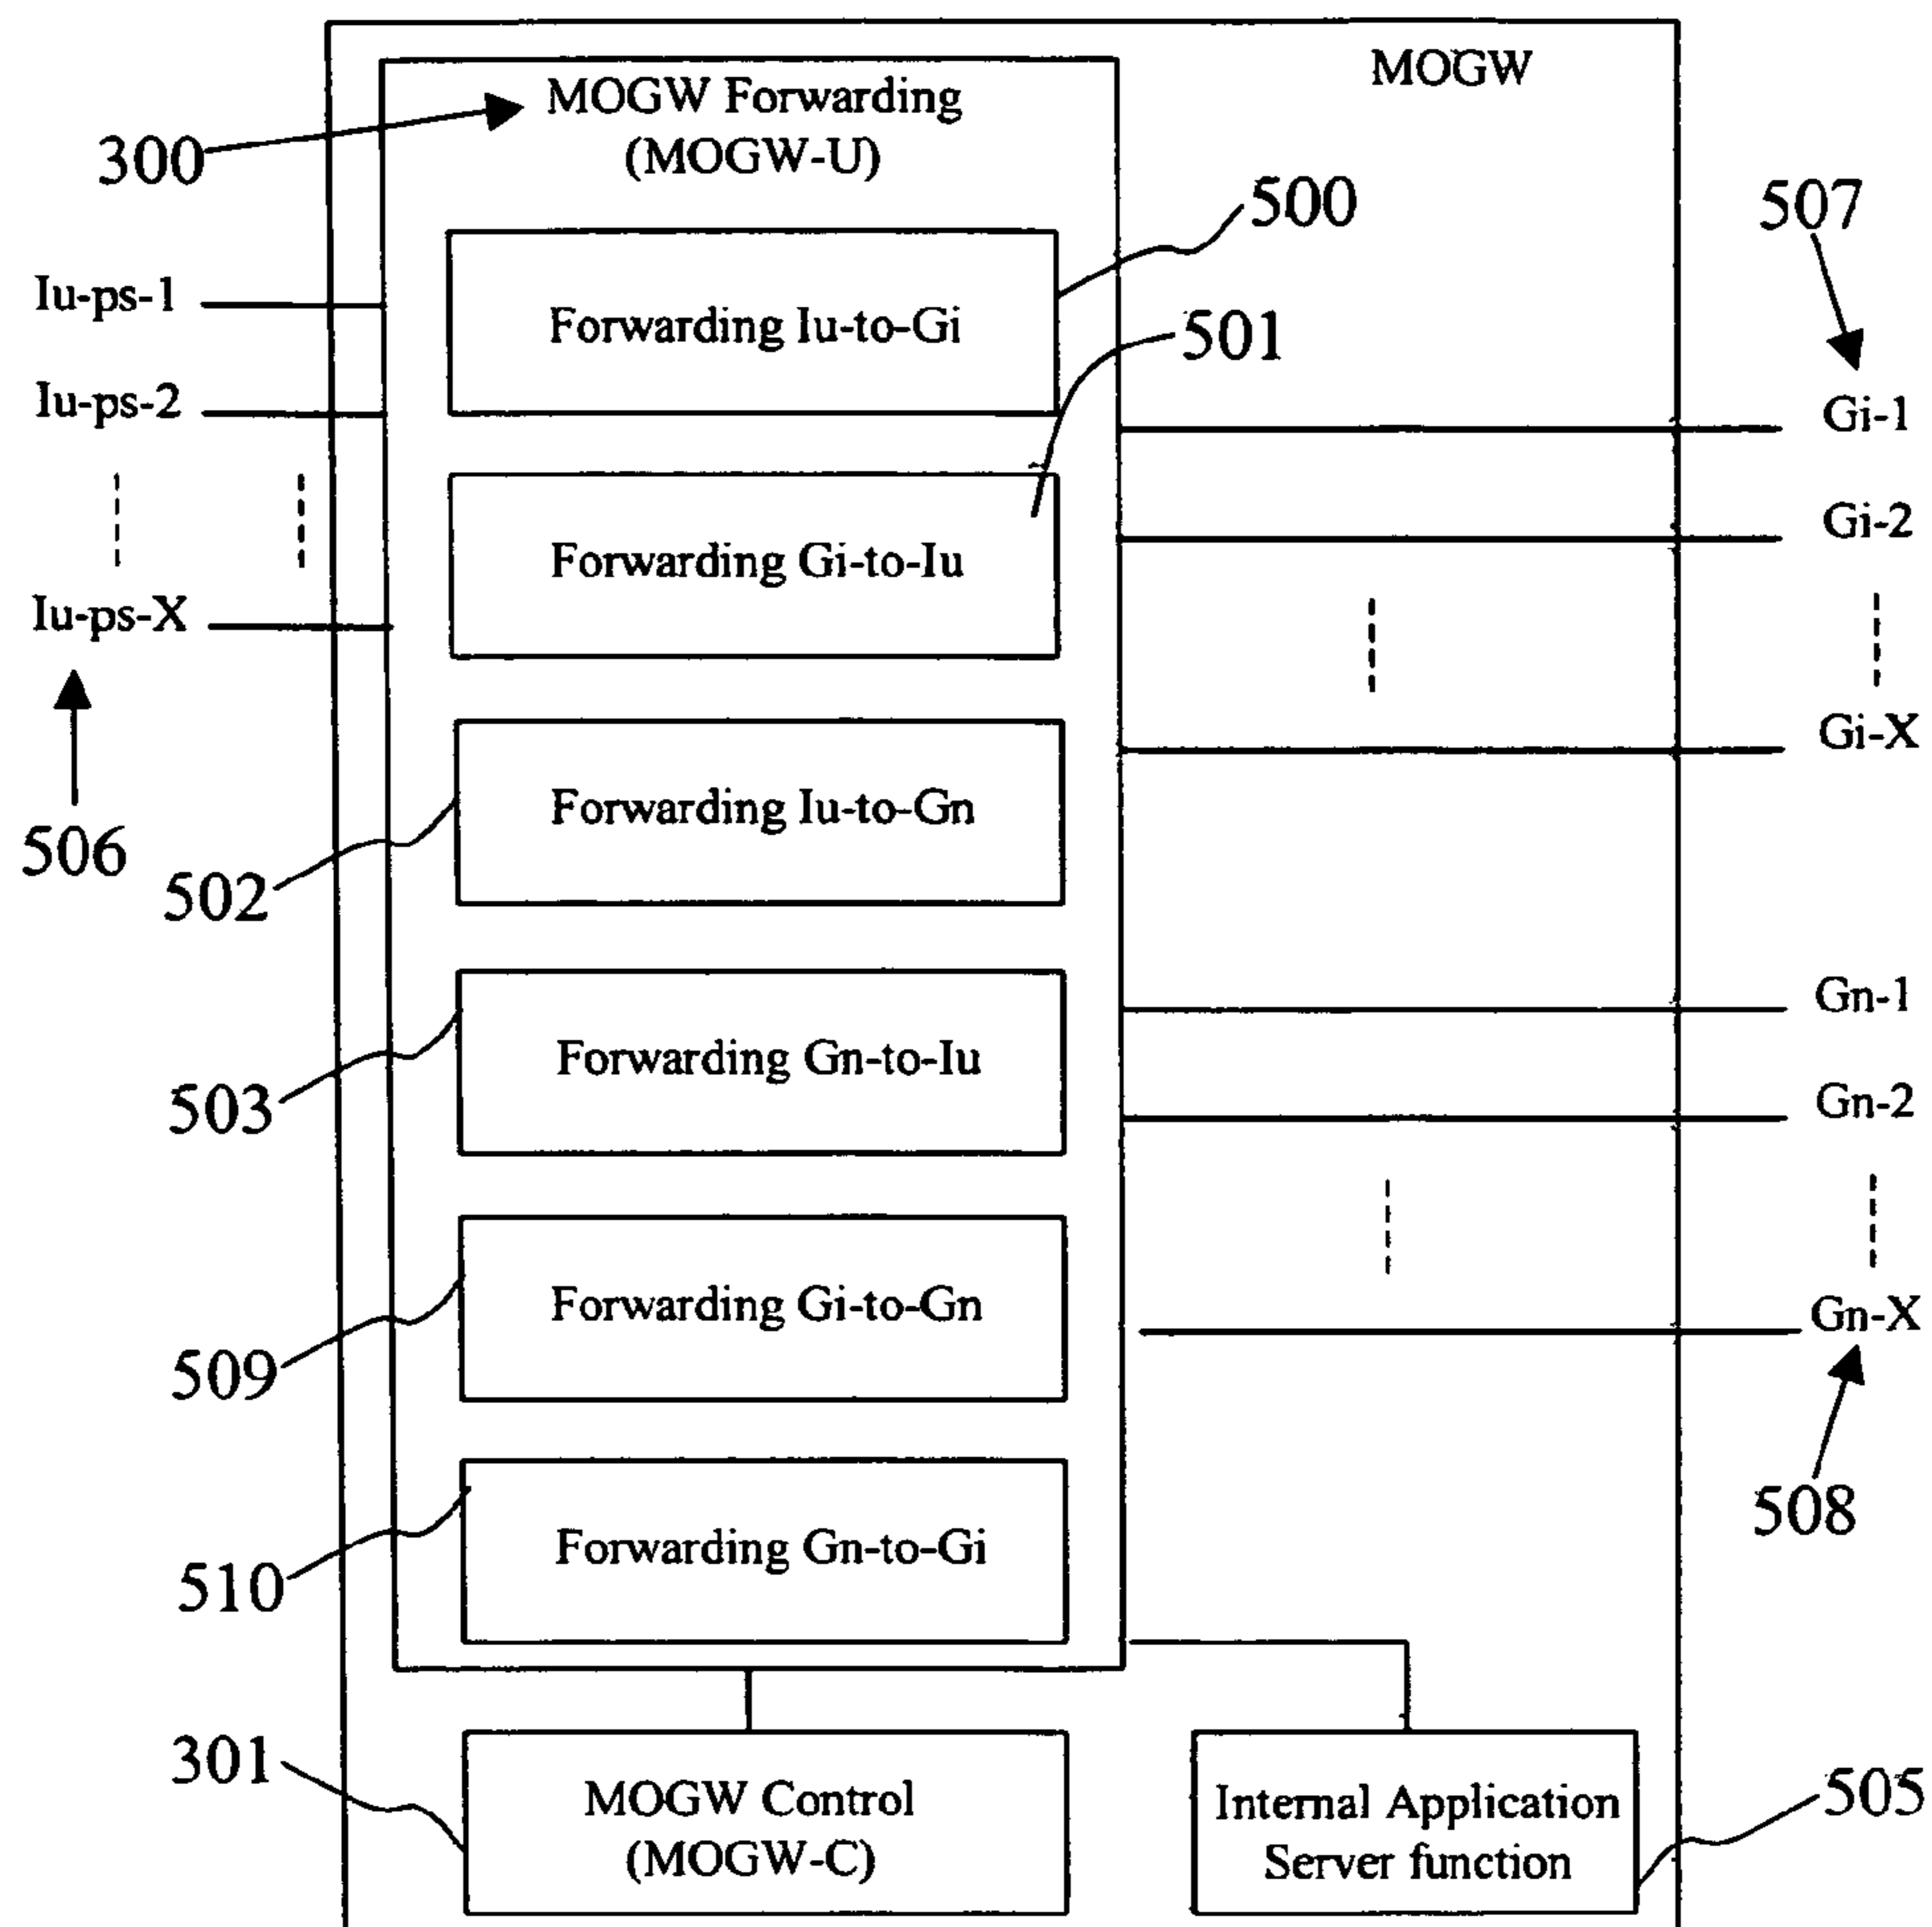 MOGW
MOGW Forwarding
(MOGW-U)
300
500
507
Iu-ps-1
Forwarding Iu-to-Gi
501
Iu-ps-2
Gi-1
Gi-2
Forwarding Gi-to-Iu
Iu-ps-X
Gi-X
Forwarding Iu-to-Gn
506
502
Gn-1
Forwarding Gn-to-Iu
503
Gn-2
Forwarding Gi-to-Gn
Gn-X
509
508
Forwarding Gn-to-Gi
510
301
MOGW Control
(MOGW-C)
Internal Application
Server function
505